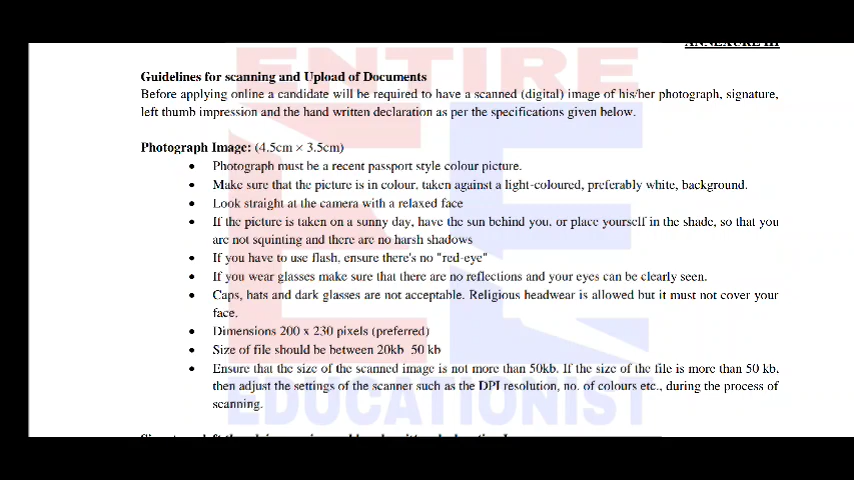 ANNEXURE III
Guidelines for scanning and Upload of Documents
Before applying online a candidate will be required to have a scanned (digital) image of his/her photograph, signature,
left thumb impression and the hand written declaration as per the specifications given below.
Photograph Image: (4.5cm × 3.5cm)
• Photograph must be a recent passport style colour picture.
• Make sure that the picture is in colour, taken against a light-coloured, preferably white, background.
• Look straight at the camera with a relaxed face
• If the picture is taken on a sunny day, have the sun behind you, or place yourself in the shade, so that you
are not squinting and there are no harsh shadows
• If you have to use flash, ensure there's no "red-eye"
• If you wear glasses make sure that there are no reflections and your eyes can be clearly seen.
• Caps, hats and dark glasses are not acceptable. Religious headwear is allowed but it must not cover your
face.
• Dimensions 200 x 230 pixels (preferred)
• Size of file should be between 20kb 50 kb
• Ensure that the size of the scanned image is not more than 50kb. If the size of the file is more than 50 kb,
then adjust the settings of the scanner such as the DPI resolution, no. of colours etc., during the process of
scanning.
ENTIRE
EDUCATIONIST